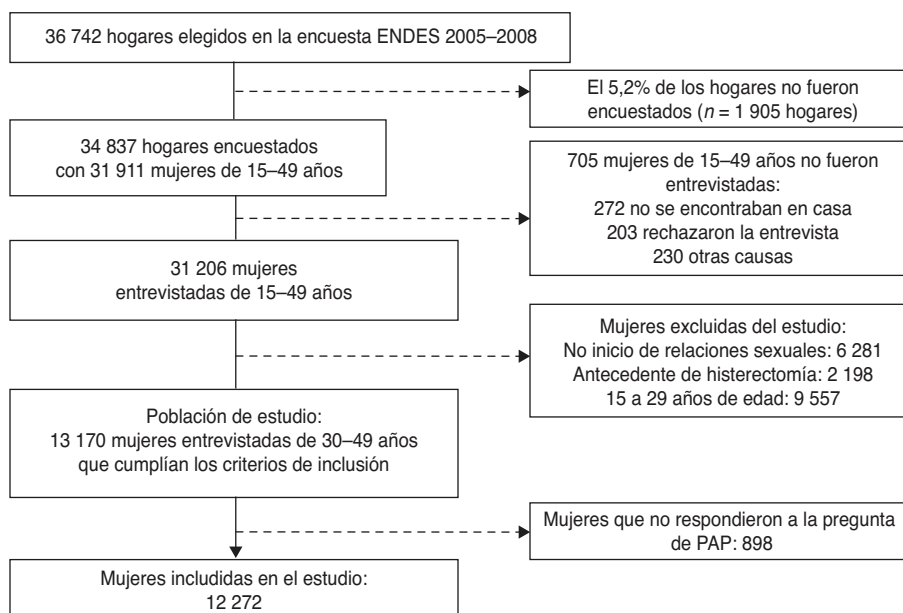 36 742 hogares elegidos en la encuesta ENDES 2005–2008
El 5,2% de los hogares no fueron
encuestados (n = 1 905 hogares)
34 837 hogares encuestados
con 31 911 mujeres de 15–49 años
705 mujeres de 15–49 años no fueron
entrevistadas:
272 no se encontraban en casa
203 rechazaron la entrevista
230 otras causas
31 206 mujeres
entrevistadas de 15–49 años
Mujeres excluidas del estudio:
No inicio de relaciones sexuales: 6 281
Antecedente de histerectomía: 2 198
15 a 29 años de edad: 9 557
Población de estudio:
13 170 mujeres entrevistadas de 30–49 años
que cumplían los criterios de inclusión
Mujeres que no respondieron a la pregunta
de PAP: 898
Mujeres includidas en el estudio:
12 272